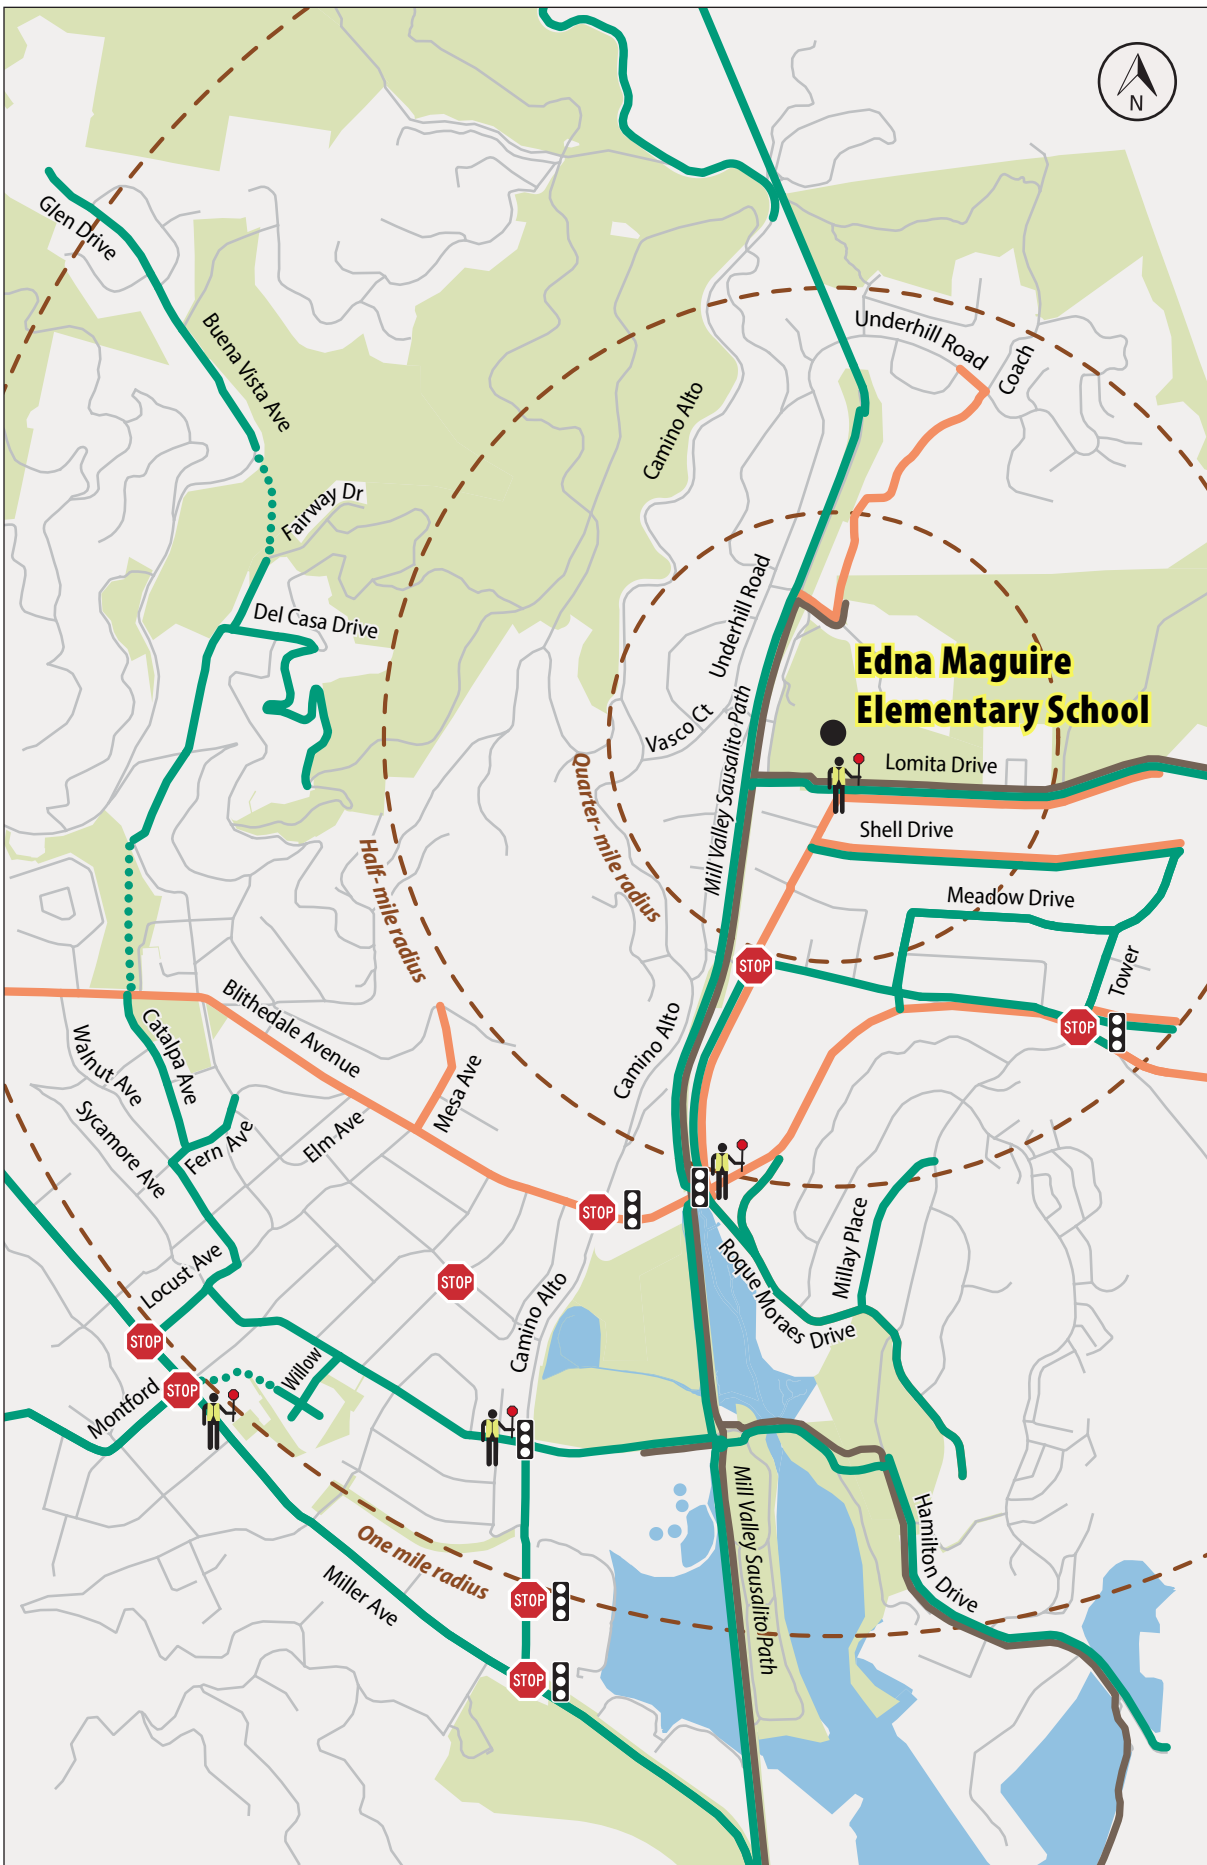 N
Glen Drive
Underhill Road
Coach
Buena Vista Ave
Camino Alto
Fairway Dr
Underhill Road
Del Casa Drive
Edna Maguire
Elementary School
Vasco Ct
Mill Valley Sausalito Path
Quarter-mile radius
Lomita Drive
Shell Drive
Half-mile radius
Meadow Drive
STOP
Tower
Blithedale Avenue
Catalpa Ave
Walnut Ave
Camino Alto
STOP
Mesa Ave
Sycamore Ave
Fern Ave
Elm Ave
STOP
Millay Place
Roque Moraes Drive
Locust Ave
STOP
Camino Alto
STOP
Willow
STOP
Montford
Mill Valley Sausalito Path
Hamilton Drive
One mile radius
Miller Ave
STOP
STOP